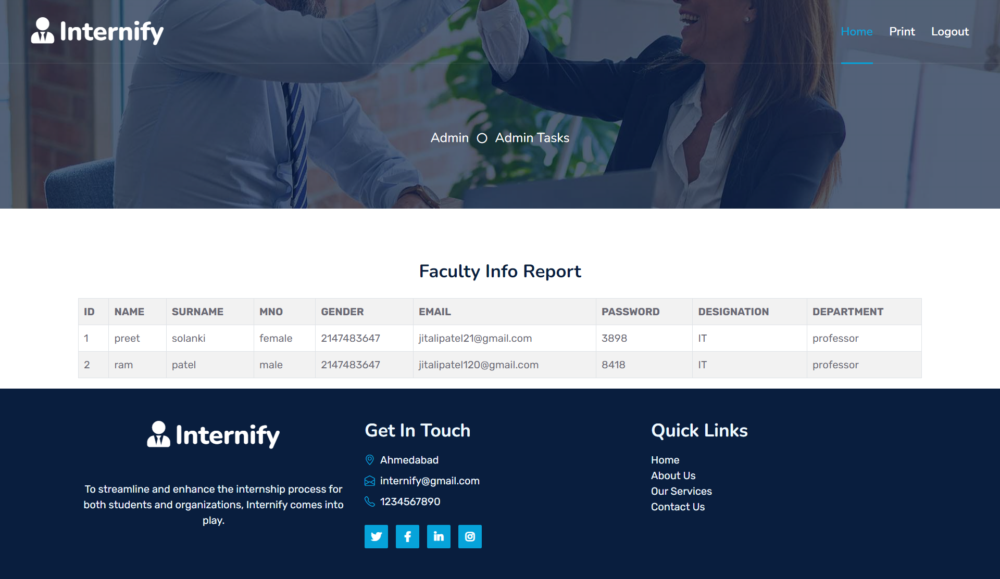 Internify
Home Print Logout
Admin Admin Tasks
Faculty Info Report
ID NAME SURNAME MNO GENDER EMAIL PASSWORD DESIGNATION DEPARTMENT
1 preet solanki female 2147483647 jitalipatel21@gmail.com 3898 IT professor
2 ram patel male 2147483647 jitalipatel120@gmail.com 8418 IT professor
Internify
To streamline and enhance the internship process for
both students and organizations, Internify comes into
play.
Get In Touch
Ahmedabad
internify@gmail.com
1234567890
Quick Links
Home
About Us
Our Services
Contact Us